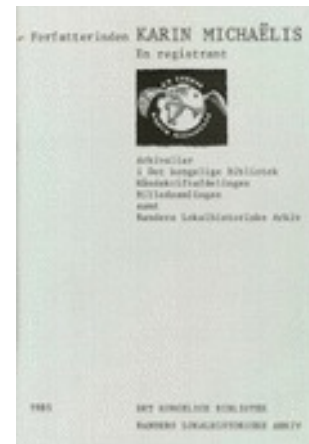 Forfatterinden KARIN MICHAËLIS
En registrant
Arkivalier
i Det kongelige Bibliotek
Håndskriftafdelingen
Billedsamlingen
samt
Randers Lokalhistoriske Arkiv
DET KONGELIGE BIBLIOTEK
RANDERS LOKALHISTORISKE ARKIV